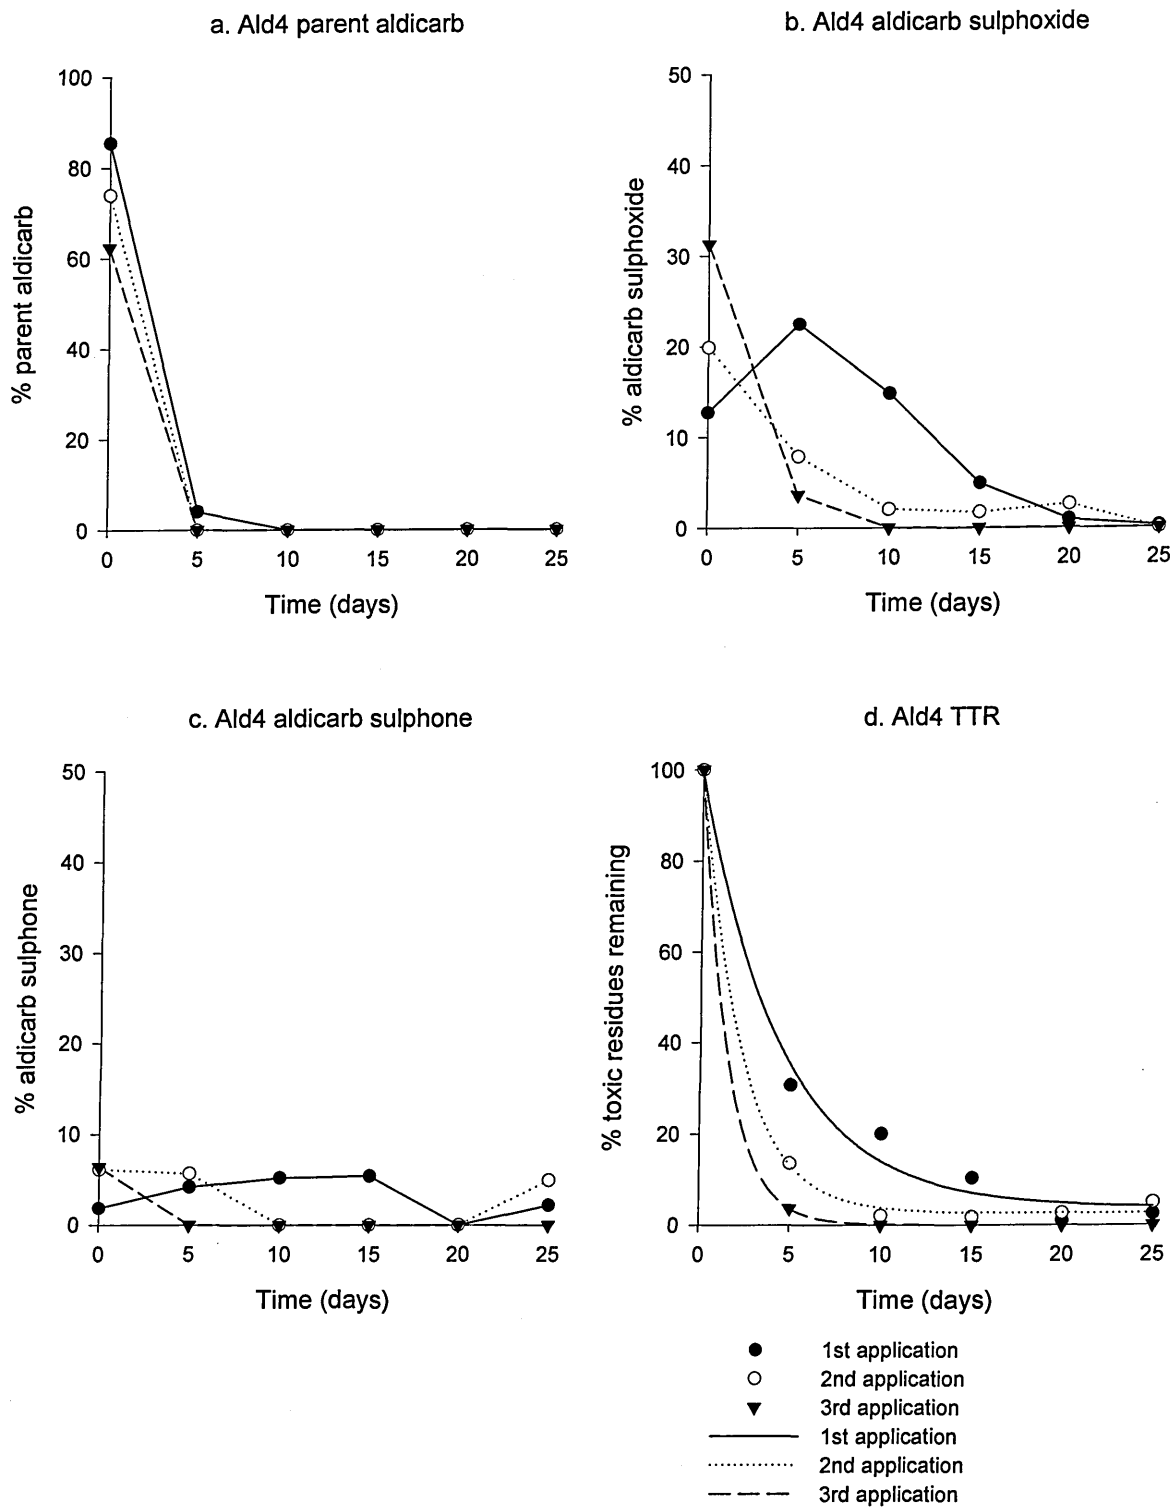 a. Ald4 parent aldicarb
b. Ald4 aldicarb sulphoxide
100
80
60
40
20
0
% parent aldicarb
0 5 10 15 20 25
Time (days)
50
40
30
20
10
0
% aldicarb sulphoxide
0 5 10 15 20 25
Time (days)
c. Ald4 aldicarb sulphone
d. Ald4 TTR
50
40
30
20
10
0
% aldicarb sulphone
0 5 10 15 20 25
Time (days)
100
80
60
40
20
0
% toxic residues remaining
0 5 10 15 20 25
Time (days)
1st application
2nd application
3rd application
1st application
2nd application
3rd application